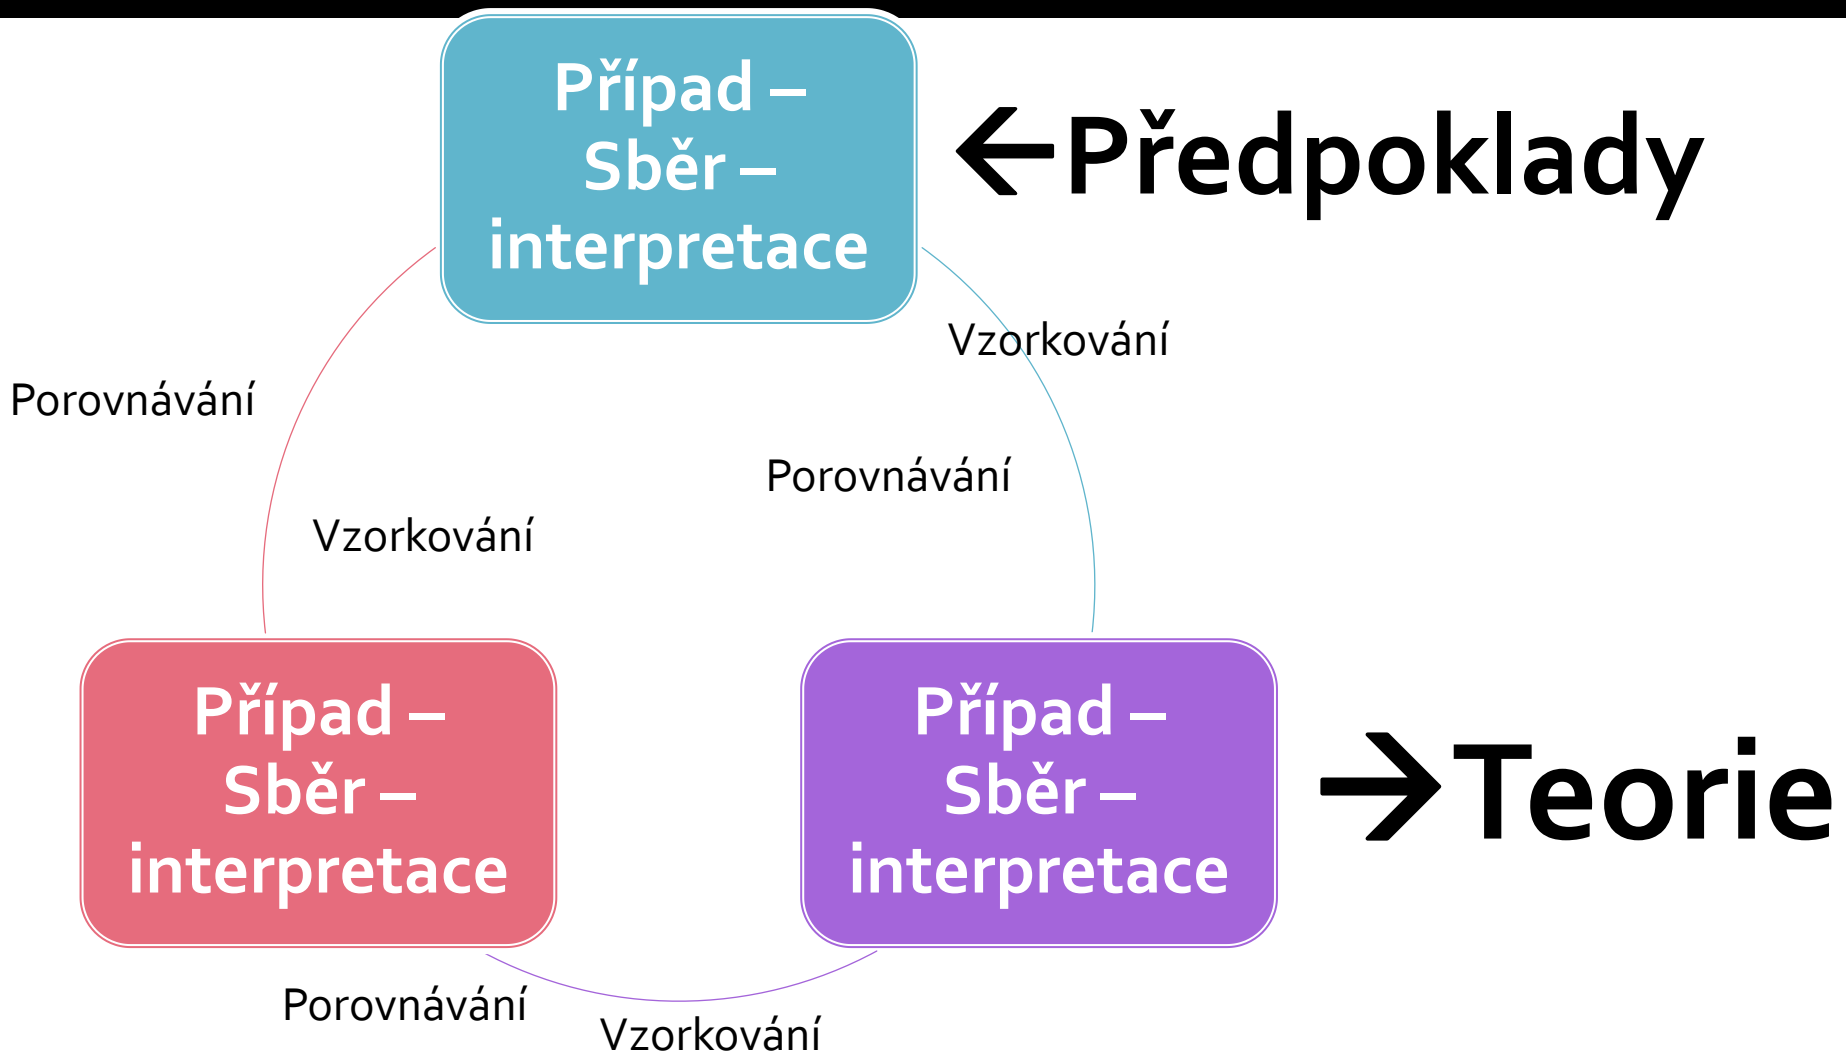 Případ –
Sběr –
interpretace
←Předpoklady
Vzorkování
Porovnávání
Porovnávání
Vzorkování
Případ –
Sběr –
interpretace
Případ –
Sběr –
interpretace
→Teorie
Porovnávání
Vzorkování